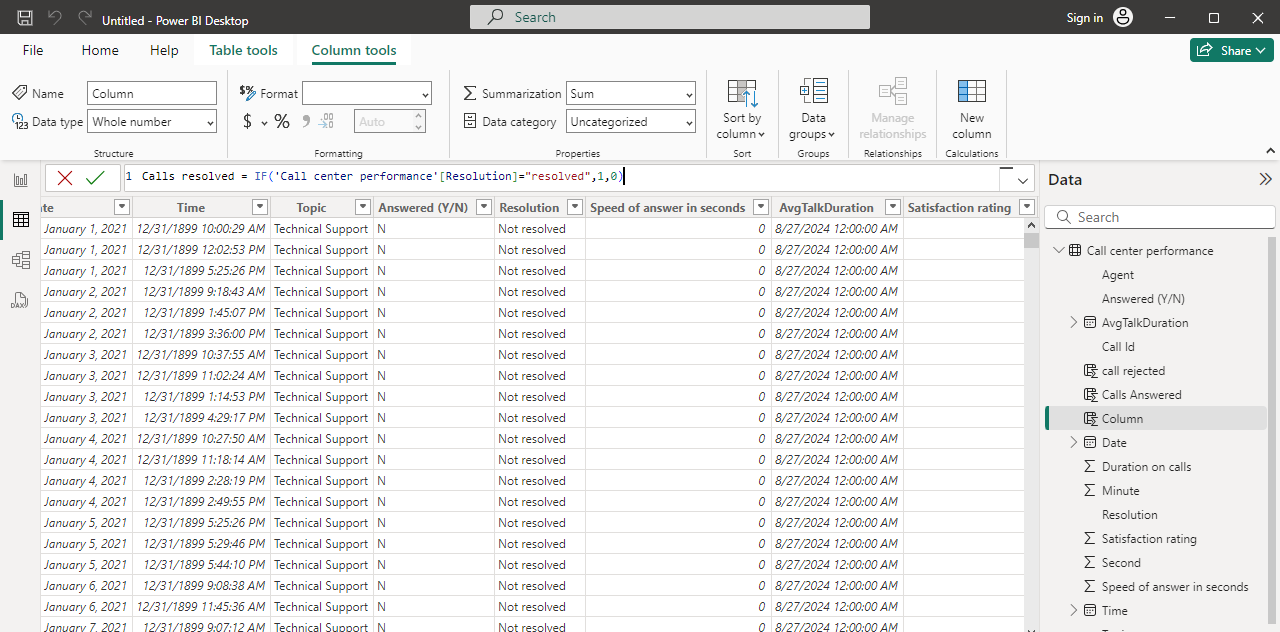 Untitled - Power BI Desktop
Search
Sign in
File Home Help Table tools Column tools
Share
Name Column
Data type Whole number
Structure
$% Format
$ % 9 .00
Auto
Formatting
Summarization Sum
Data category Uncategorized
Properties
Sort by column
Sort
Data groups
Groups
Manage relationships
Relationships
New column
Calculations
1 Calls resolved = IF('Call center performance'[Resolution]="resolved",1,0)
te Time Topic Answered (Y/N) Resolution Speed of answer in seconds AvgTalkDuration Satisfaction rating
January 1, 2021 12/31/1899 10:00:29 AM Technical Support N Not resolved 0 8/27/2024 12:00:00 AM
January 1, 2021 12/31/1899 12:02:53 PM Technical Support N Not resolved 0 8/27/2024 12:00:00 AM
January 1, 2021 12/31/1899 5:25:26 PM Technical Support N Not resolved 0 8/27/2024 12:00:00 AM
January 2, 2021 12/31/1899 9:18:43 AM Technical Support N Not resolved 0 8/27/2024 12:00:00 AM
January 2, 2021 12/31/1899 1:45:07 PM Technical Support N Not resolved 0 8/27/2024 12:00:00 AM
January 2, 2021 12/31/1899 3:36:00 PM Technical Support N Not resolved 0 8/27/2024 12:00:00 AM
January 3, 2021 12/31/1899 10:37:55 AM Technical Support N Not resolved 0 8/27/2024 12:00:00 AM
January 3, 2021 12/31/1899 11:02:24 AM Technical Support N Not resolved 0 8/27/2024 12:00:00 AM
January 3, 2021 12/31/1899 1:14:53 PM Technical Support N Not resolved 0 8/27/2024 12:00:00 AM
January 3, 2021 12/31/1899 4:29:17 PM Technical Support N Not resolved 0 8/27/2024 12:00:00 AM
January 4, 2021 12/31/1899 10:27:50 AM Technical Support N Not resolved 0 8/27/2024 12:00:00 AM
January 4, 2021 12/31/1899 11:18:14 AM Technical Support N Not resolved 0 8/27/2024 12:00:00 AM
January 4, 2021 12/31/1899 2:28:19 PM Technical Support N Not resolved 0 8/27/2024 12:00:00 AM
January 4, 2021 12/31/1899 2:49:55 PM Technical Support N Not resolved 0 8/27/2024 12:00:00 AM
January 5, 2021 12/31/1899 5:25:26 PM Technical Support N Not resolved 0 8/27/2024 12:00:00 AM
January 5, 2021 12/31/1899 5:29:46 PM Technical Support N Not resolved 0 8/27/2024 12:00:00 AM
January 5, 2021 12/31/1899 5:44:10 PM Technical Support N Not resolved 0 8/27/2024 12:00:00 AM
January 6, 2021 12/31/1899 9:08:38 AM Technical Support N Not resolved 0 8/27/2024 12:00:00 AM
January 6, 2021 12/31/1899 11:45:36 AM Technical Support N Not resolved 0 8/27/2024 12:00:00 AM
January 7, 2021 12/31/1899 9:07:12 AM Technical Support N Not resolved 0 8/27/2024 12:00:00 AM
DAX
Data
Search
Call center performance
Agent
Answered (Y/N)
AvgTalkDuration
Call Id
call rejected
Calls Answered
Column
Date
Duration on calls
Minute
Resolution
Satisfaction rating
Second
Speed of answer in seconds
Time